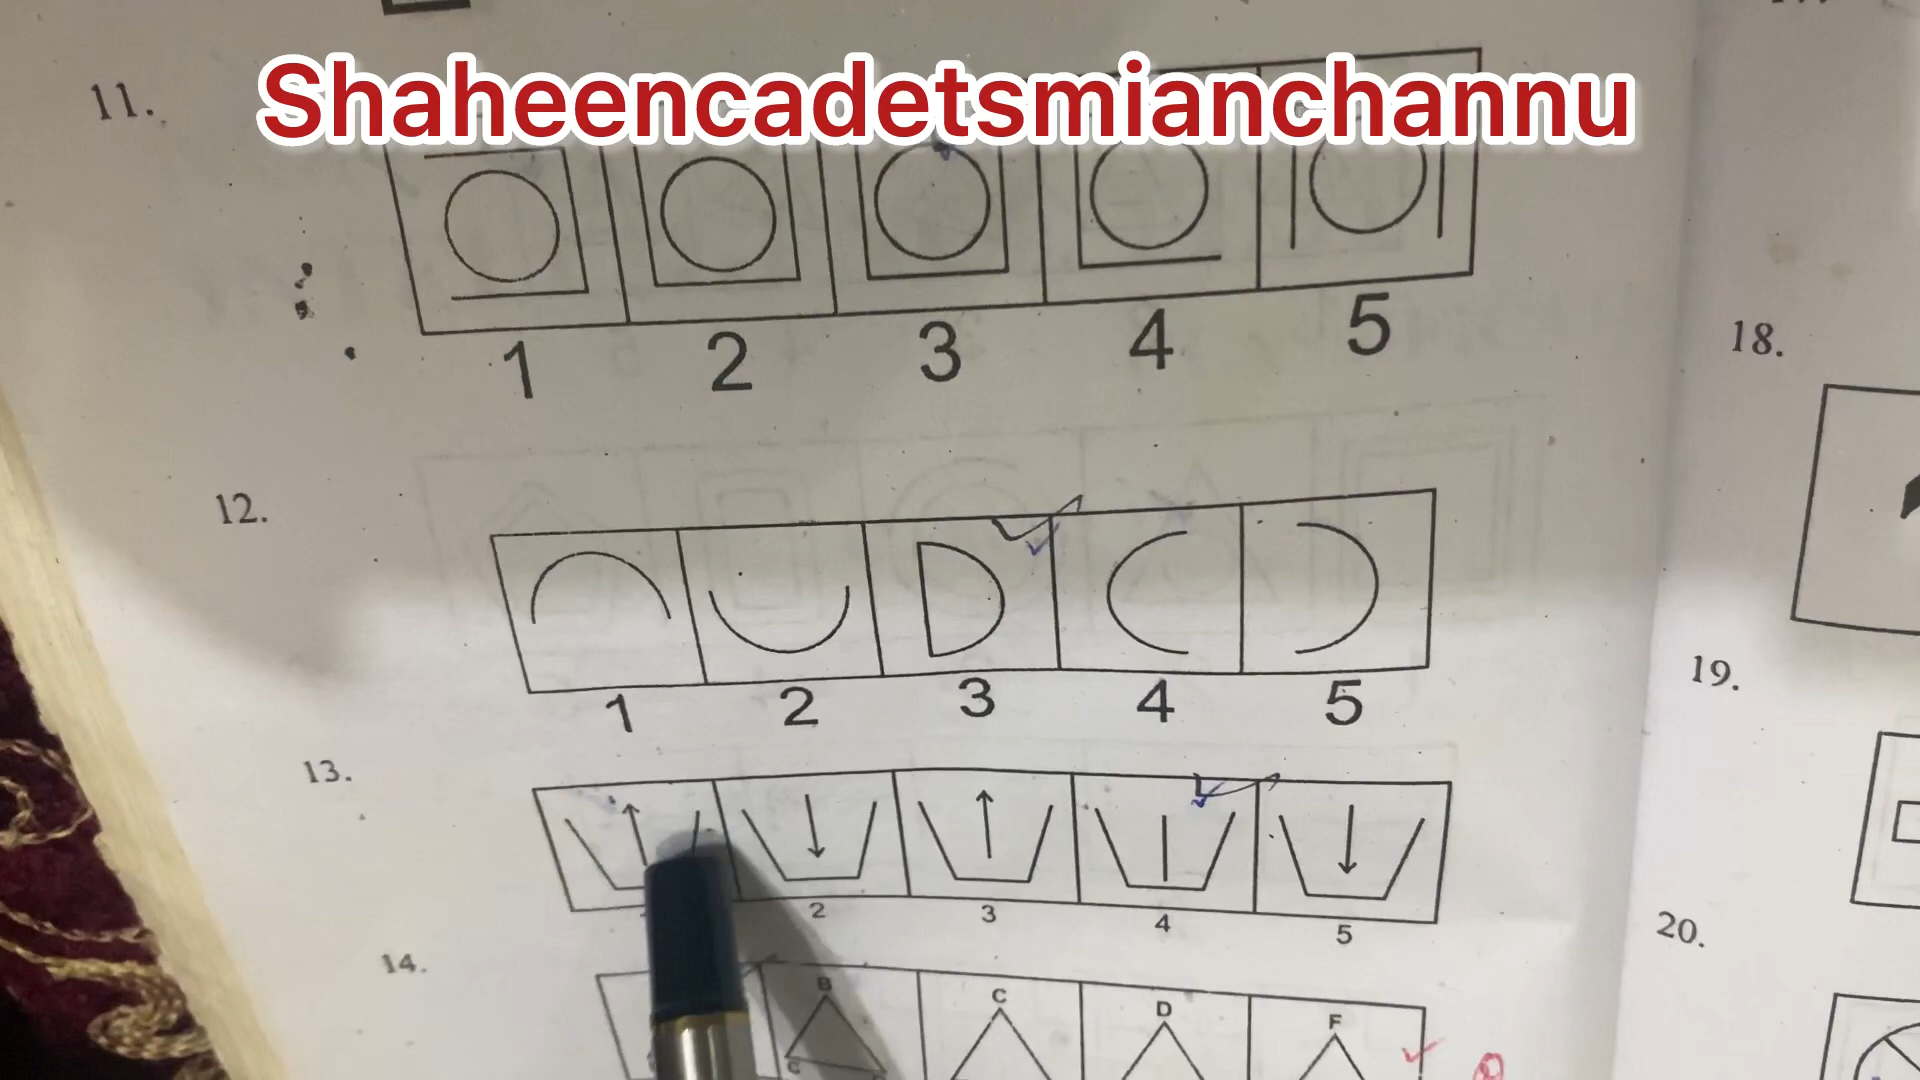 Shaheencadetsmianchannu
11.
1 2 3 4 5
12.
1 2 3 4 5
13.
2 3 4 5
14.
B C D F
C
18.
19.
20.